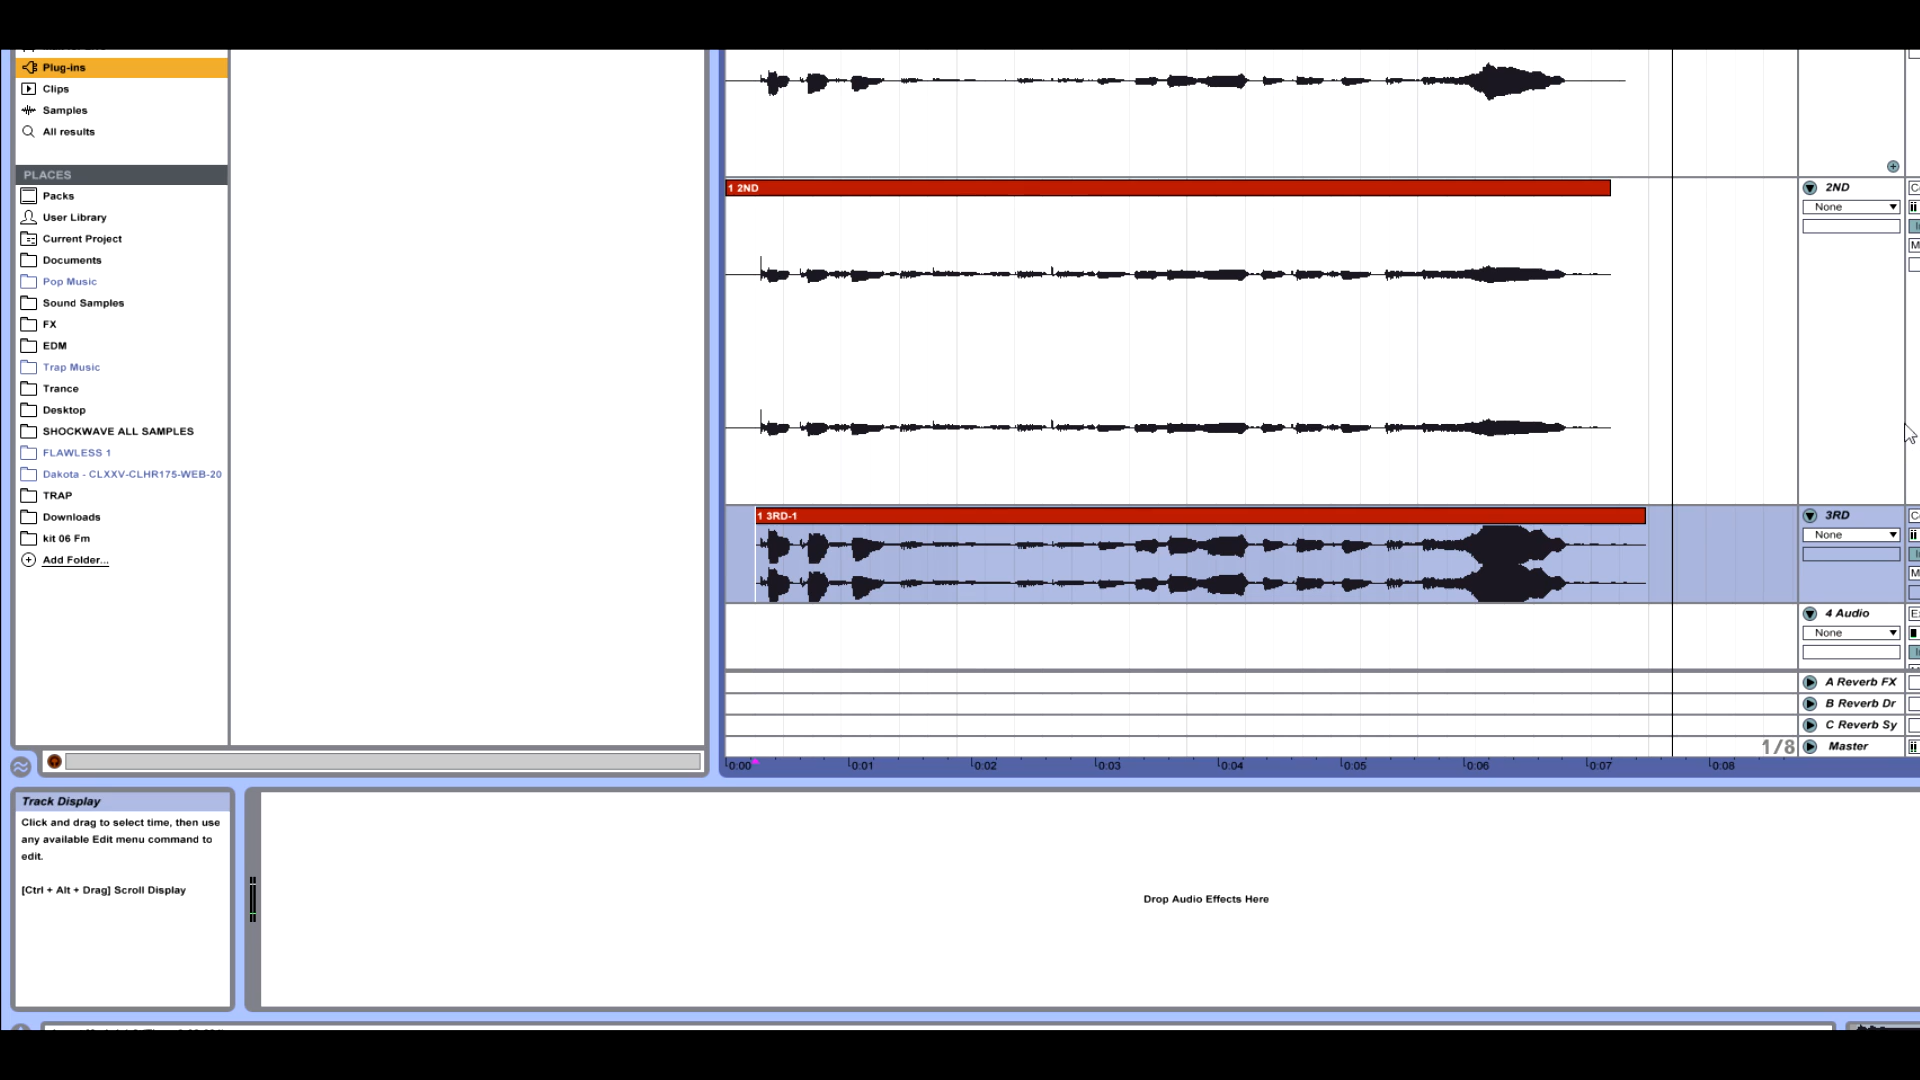 Plug-ins
Clips
Samples
All results
PLACES
Packs
User Library
Current Project
Documents
Pop Music
Sound Samples
FX
EDM
Trap Music
Trance
Desktop
SHOCKWAVE ALL SAMPLES
FLAWLESS 1
Dakota - CLXXV-CLHR175-WEB-20
TRAP
Downloads
kit 06 Fm
Add Folder...
1 2ND
2ND
None
1 3RD-1
3RD
None
4 Audio
None
A Reverb FX
B Reverb Dr
C Reverb Sy
1/8
Master
0:00
0:01
0:02
0:03
0:04
0:05
0:06
0:07
0:08
Track Display
Click and drag to select time, then use
any available Edit menu command to
edit.
[Ctrl + Alt + Drag] Scroll Display
Drop Audio Effects Here